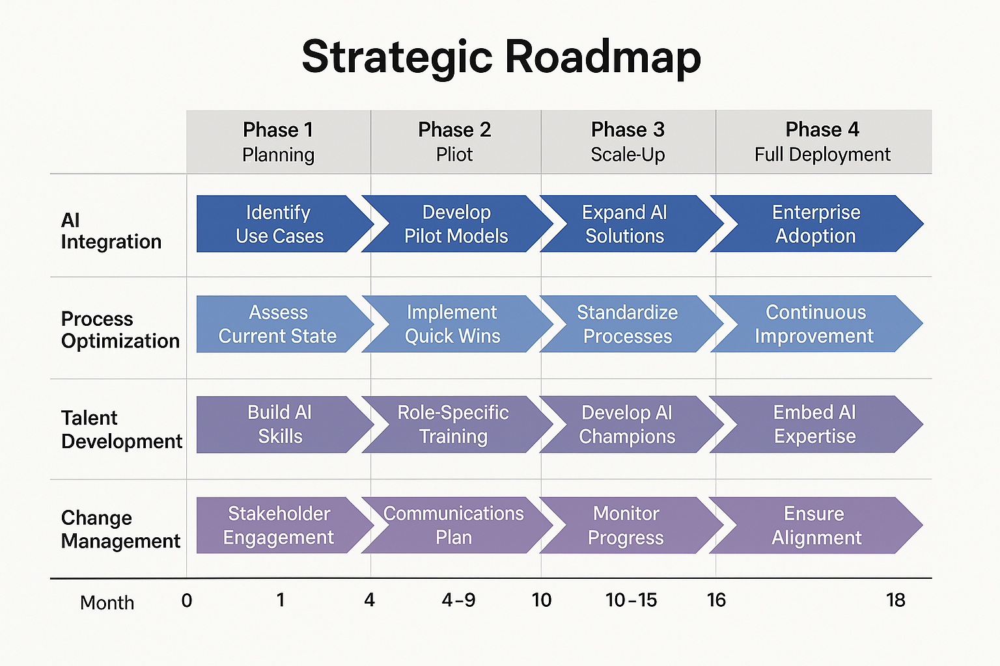 Strategic Roadmap
Phase 1
Planning
Phase 2
Pliot
Phase 3
Scale-Up
Phase 4
Full Deployment
AI
Integration
Identify
Use Cases
Develop
Pilot Models
Expand AI
Solutions
Enterprise
Adoption
Process
Optimization
Assess
Current State
Implement
Quick Wins
Standardize
Processes
Continuous
Improvement
Talent
Development
Build AI
Skills
Role-Specific
Training
Develop AI
Champions
Embed AI
Expertise
Change
Management
Stakeholder
Engagement
Communications
Plan
Monitor
Progress
Ensure
Alignment
Month 0 1 4 4–9 10 10–15 16 18